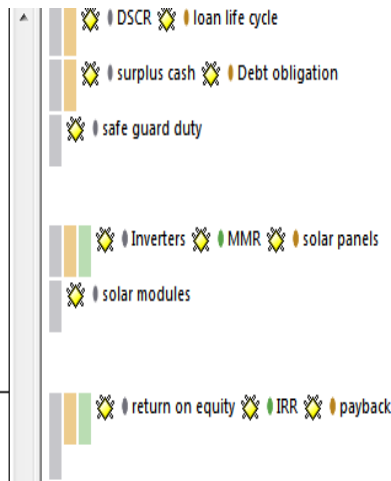 DSCR loan life cycle
surplus cash Debt obligation
safe guard duty
Inverters MMR solar panels
solar modules
return on equity IRR payback